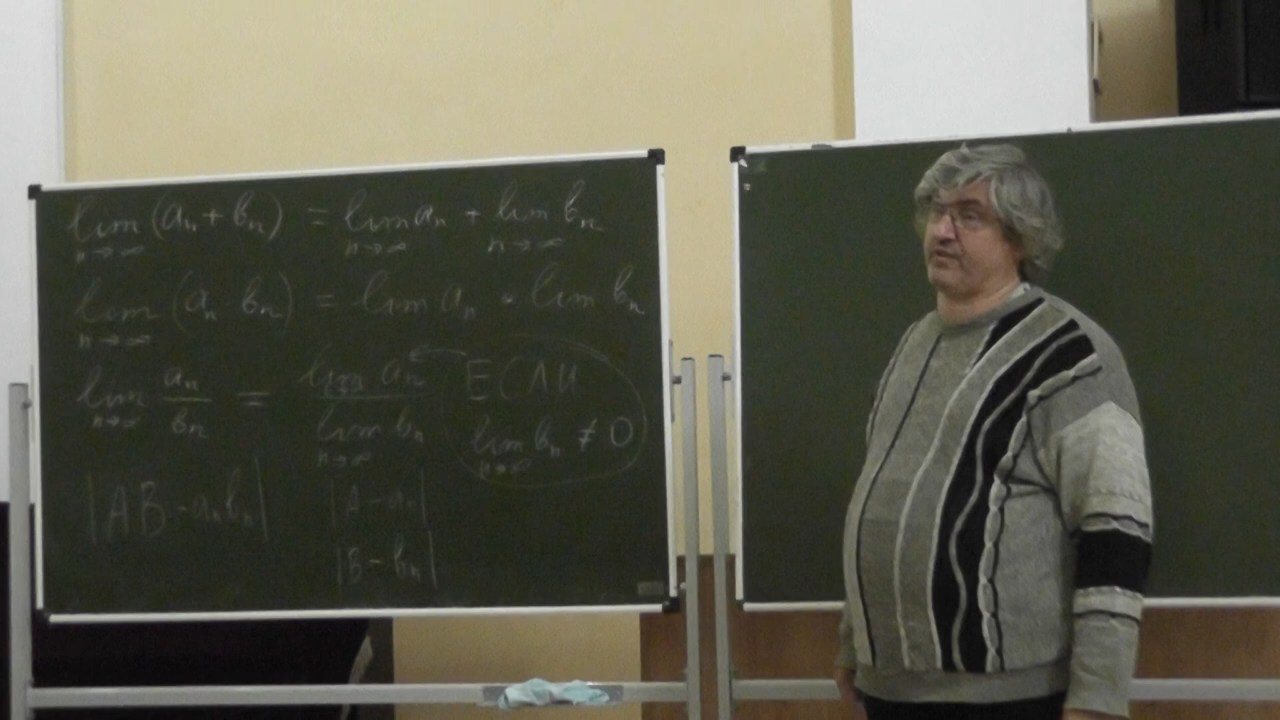 lim (aₙ + bₙ) = lim aₙ + lim bₙ
n→∞ n→∞ n→∞
lim (aₙ · bₙ) = lim aₙ · lim bₙ
n→∞
lim aₙ/bₙ = lim aₙ / lim bₙ ЕСЛИ
n→∞ n→∞ lim bₙ ≠ 0
n→∞
|AB - aₙbₙ| |A - aₙ|
|B - bₙ|